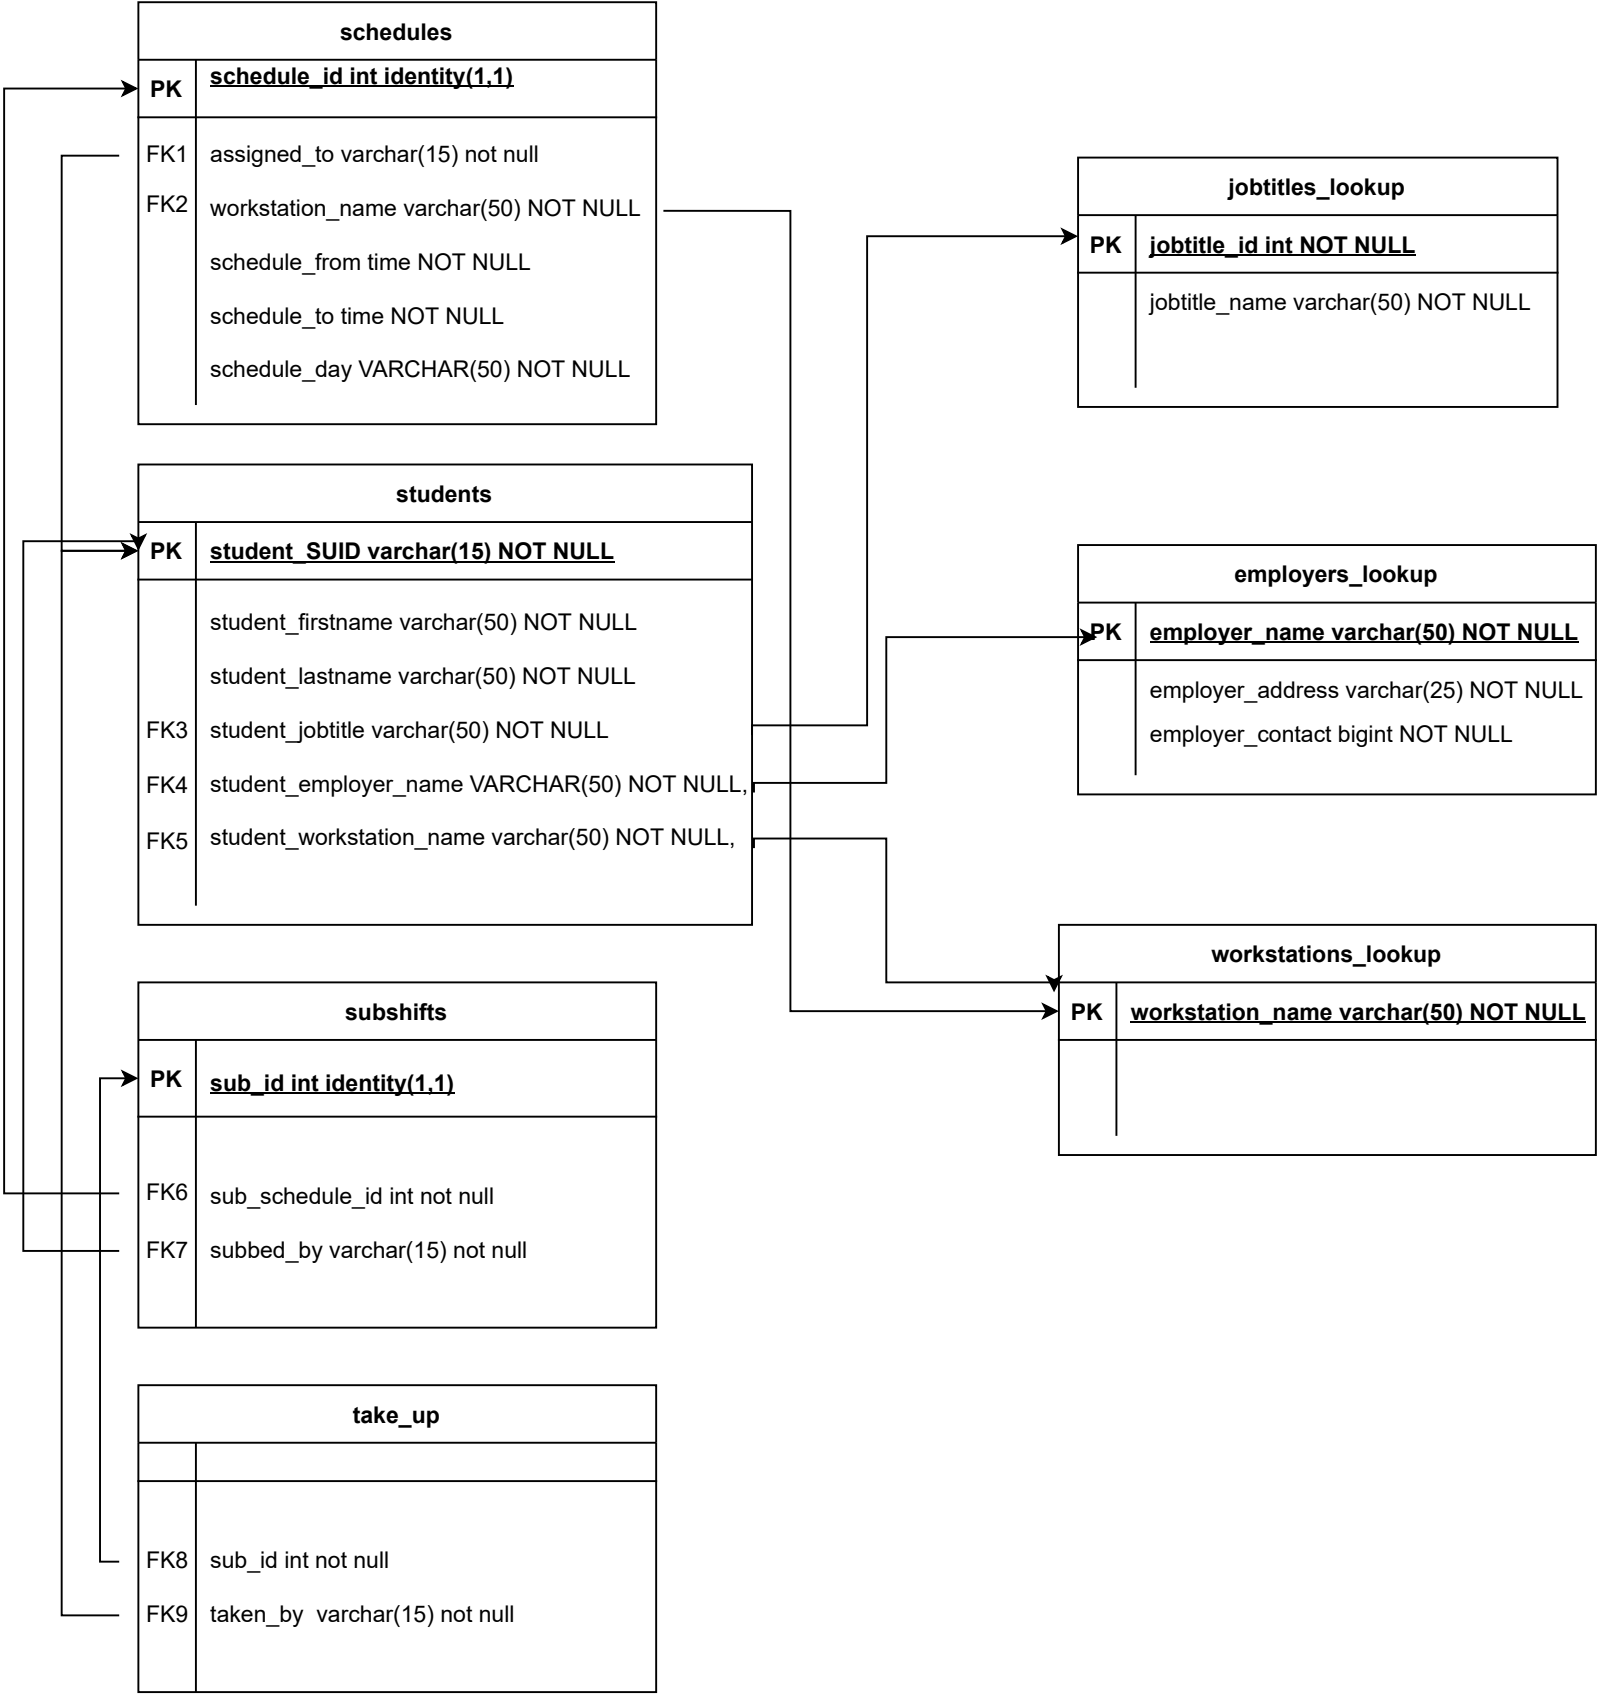 schedules
PK schedule_id int identity(1,1)
FK1 assigned_to varchar(15) not null
FK2 workstation_name varchar(50) NOT NULL
schedule_from time NOT NULL
schedule_to time NOT NULL
schedule_day VARCHAR(50) NOT NULL
jobtitles_lookup
PK jobtitle_id int NOT NULL
jobtitle_name varchar(50) NOT NULL
students
PK student_SUID varchar(15) NOT NULL
student_firstname varchar(50) NOT NULL
student_lastname varchar(50) NOT NULL
FK3 student_jobtitle varchar(50) NOT NULL
FK4 student_employer_name VARCHAR(50) NOT NULL,
FK5 student_workstation_name varchar(50) NOT NULL,
employers_lookup
PK employer_name varchar(50) NOT NULL
employer_address varchar(25) NOT NULL
employer_contact bigint NOT NULL
workstations_lookup
PK workstation_name varchar(50) NOT NULL
subshifts
PK sub_id int identity(1,1)
FK6 sub_schedule_id int not null
FK7 subbed_by varchar(15) not null
take_up
FK8 sub_id int not null
FK9 taken_by  varchar(15) not null